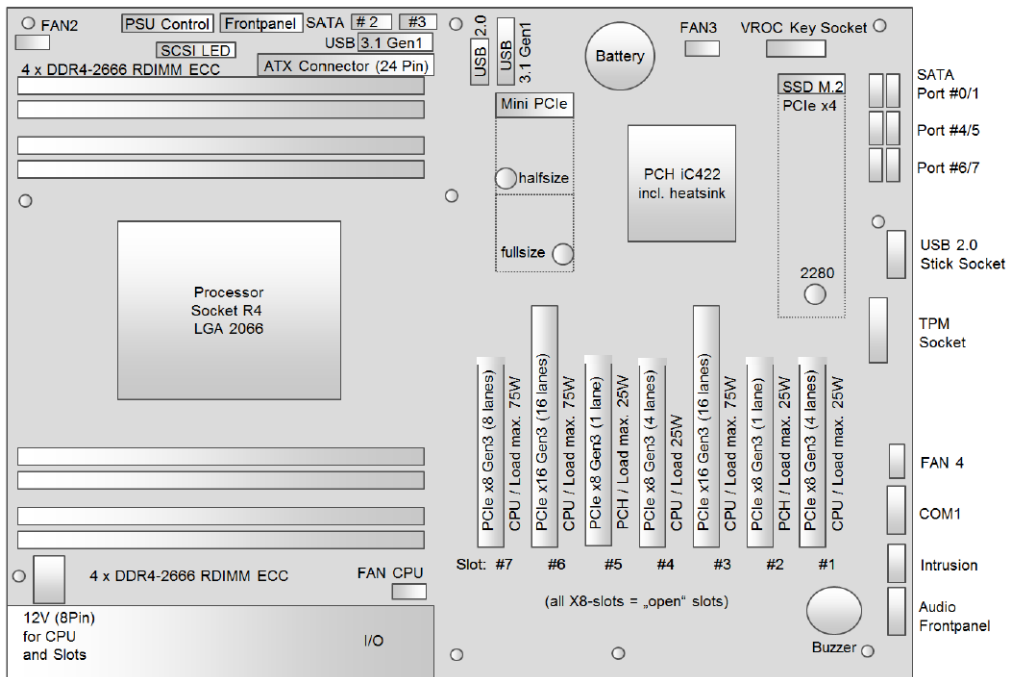 FAN2
PSU Control
Frontpanel
SATA
# 2
#3
SCSI LED
USB 3.1 Gen1
4 x DDR4-2666 RDIMM ECC
ATX Connector (24 Pin)
USB 2.0
USB
3.1 Gen1
Battery
FAN3
VROC Key Socket
Mini PCIe
halfsize
fullsize
PCH iC422
incl. heatsink
SSD M.2
PCIe x4
2280
SATA
Port #0/1
Port #4/5
Port #6/7
USB 2.0
Stick Socket
TPM
Socket
FAN 4
COM1
Intrusion
Audio
Frontpanel
Processor
Socket R4
LGA 2066
PCIe x8 Gen3 (8 lanes)
CPU / Load max. 75W
PCIe x16 Gen3 (16 lanes)
CPU / Load max. 75W
PCIe x8 Gen3 (1 lane)
PCH / Load max. 25W
PCIe x8 Gen3 (4 lanes)
CPU / Load 25W
PCIe x16 Gen3 (16 lanes)
CPU / Load max. 75W
PCIe x8 Gen3 (1 lane)
PCH / Load max. 25W
PCIe x8 Gen3 (4 lanes)
CPU / Load max. 25W
Slot: #7 #6 #5 #4 #3 #2 #1
(all X8-slots = „open“ slots)
Buzzer
4 x DDR4-2666 RDIMM ECC
FAN CPU
12V (8Pin)
for CPU
and Slots
I/O